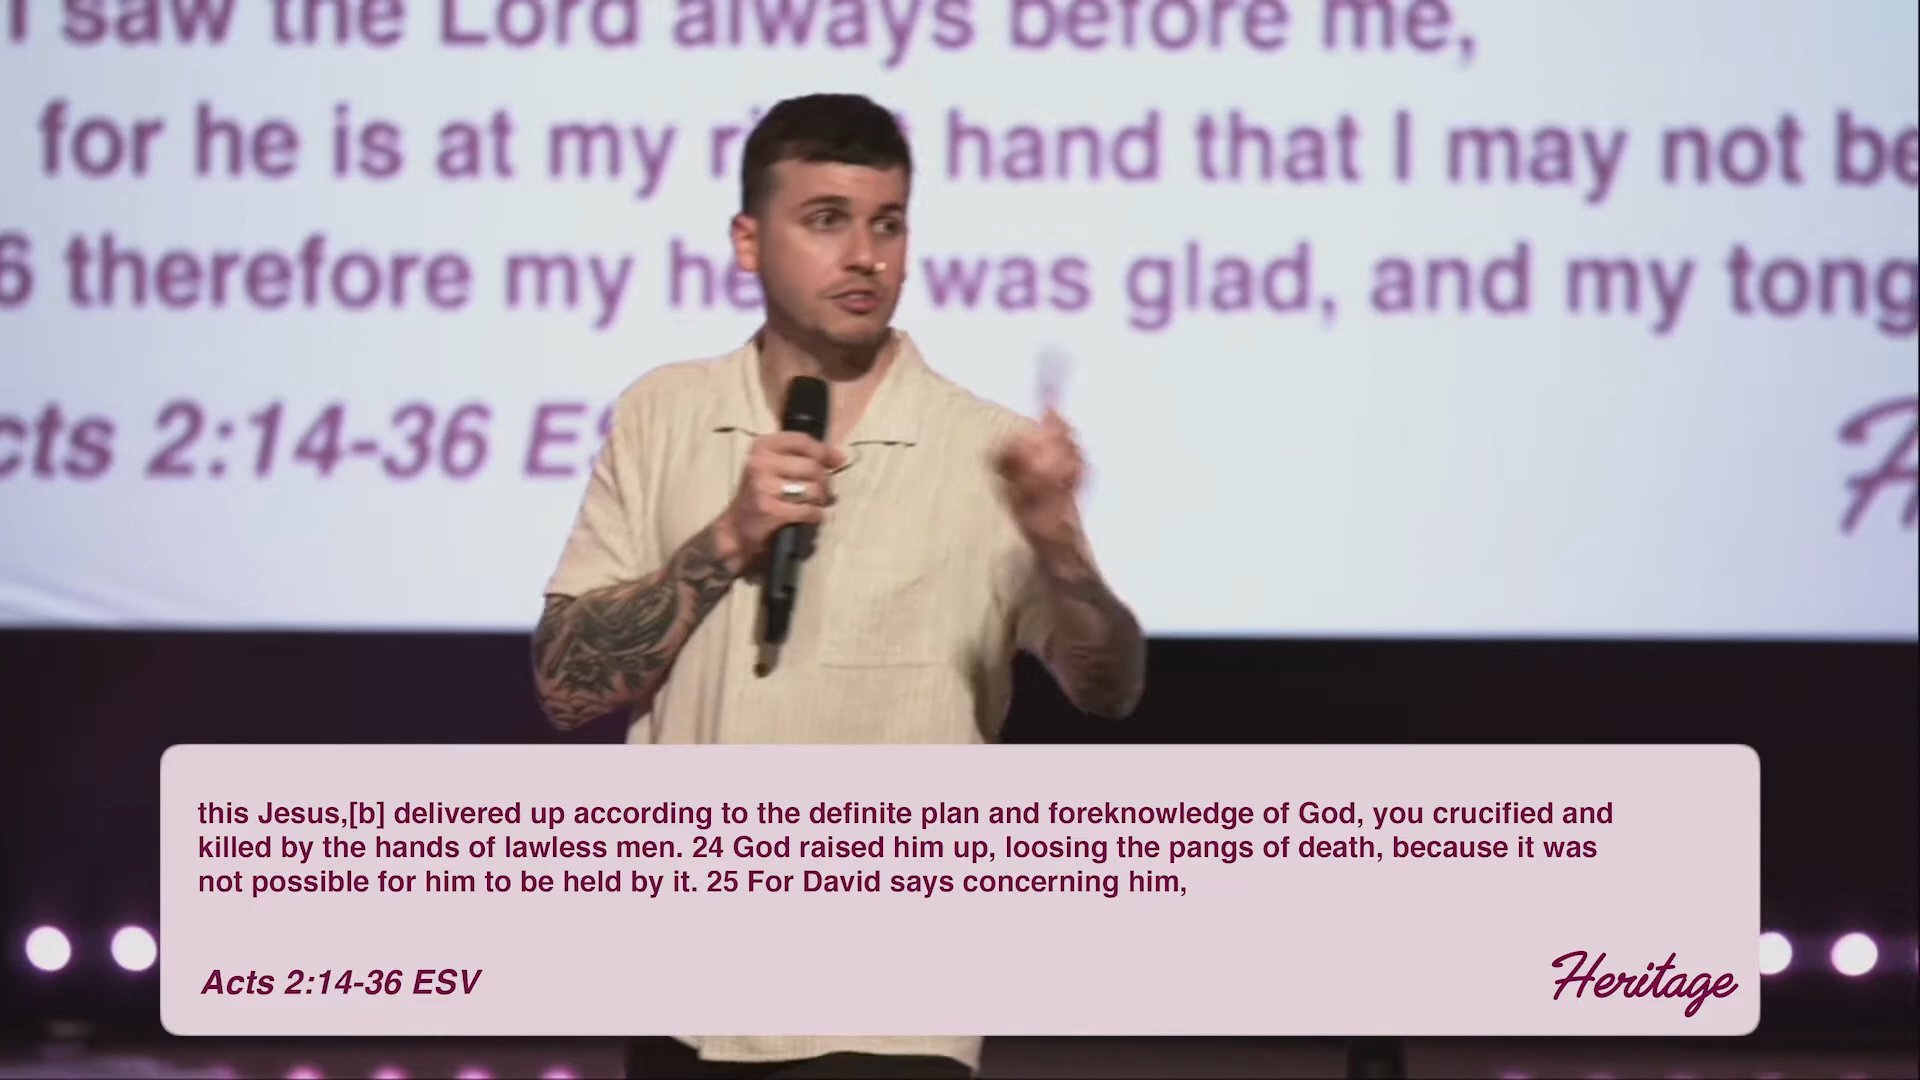 I saw the Lord always before me,
for he is at my hand that I may not be
6 therefore my was glad, and my tong
cts 2:14-36 ES
this Jesus,[b] delivered up according to the definite plan and foreknowledge of God, you crucified and
killed by the hands of lawless men. 24 God raised him up, loosing the pangs of death, because it was
not possible for him to be held by it. 25 For David says concerning him,
Acts 2:14-36 ESV
Heritage